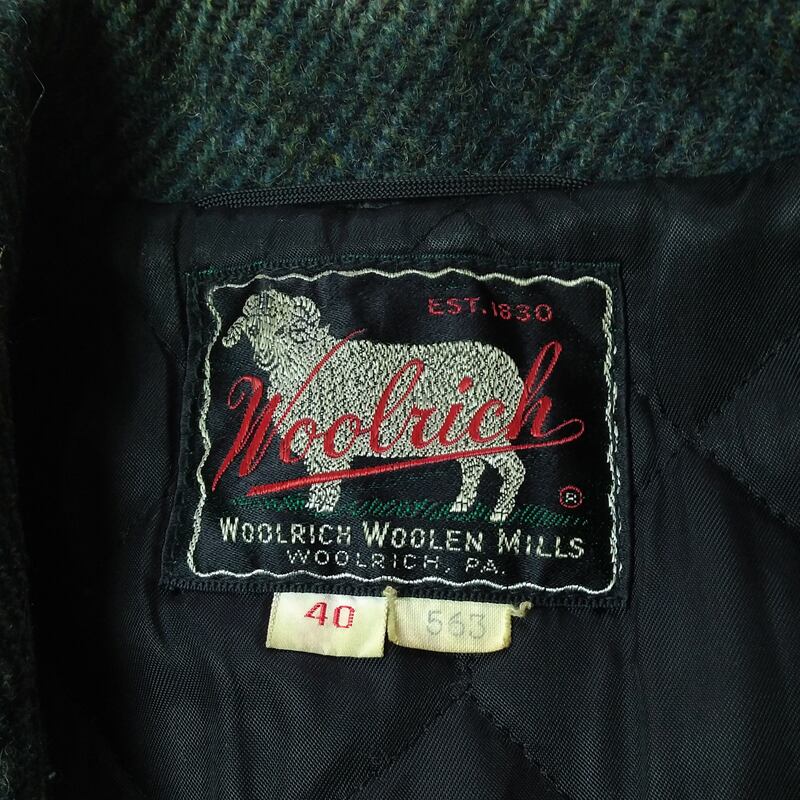 EST. 1830
Woolrich
®
WOOLRICH WOOLEN MILLS
WOOLRICH, PA.
40 563